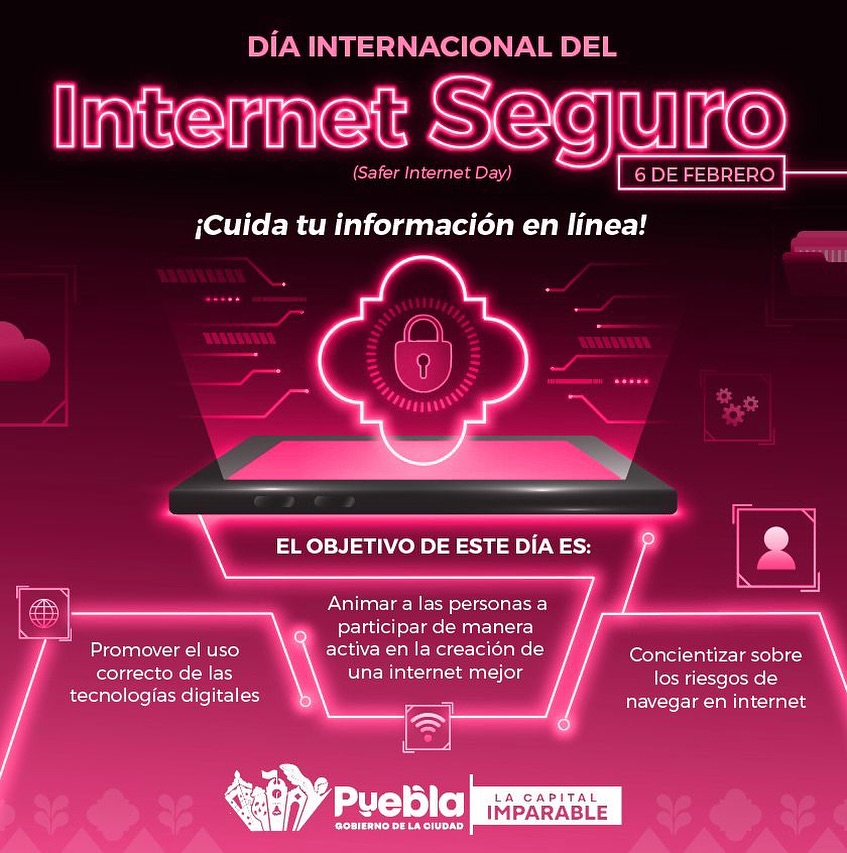 DÍA INTERNACIONAL DEL
Internet Seguro
(Safer Internet Day)
6 DE FEBRERO
¡Cuida tu información en línea!
EL OBJETIVO DE ESTE DÍA ES:
Promover el uso
correcto de las
tecnologías digitales
Animar a las personas a
participar de manera
activa en la creación de
una internet mejor
Concientizar sobre
los riesgos de
navegar en internet
Puebla
GOBIERNO DE LA CIUDAD
LA CAPITAL
IMPARABLE